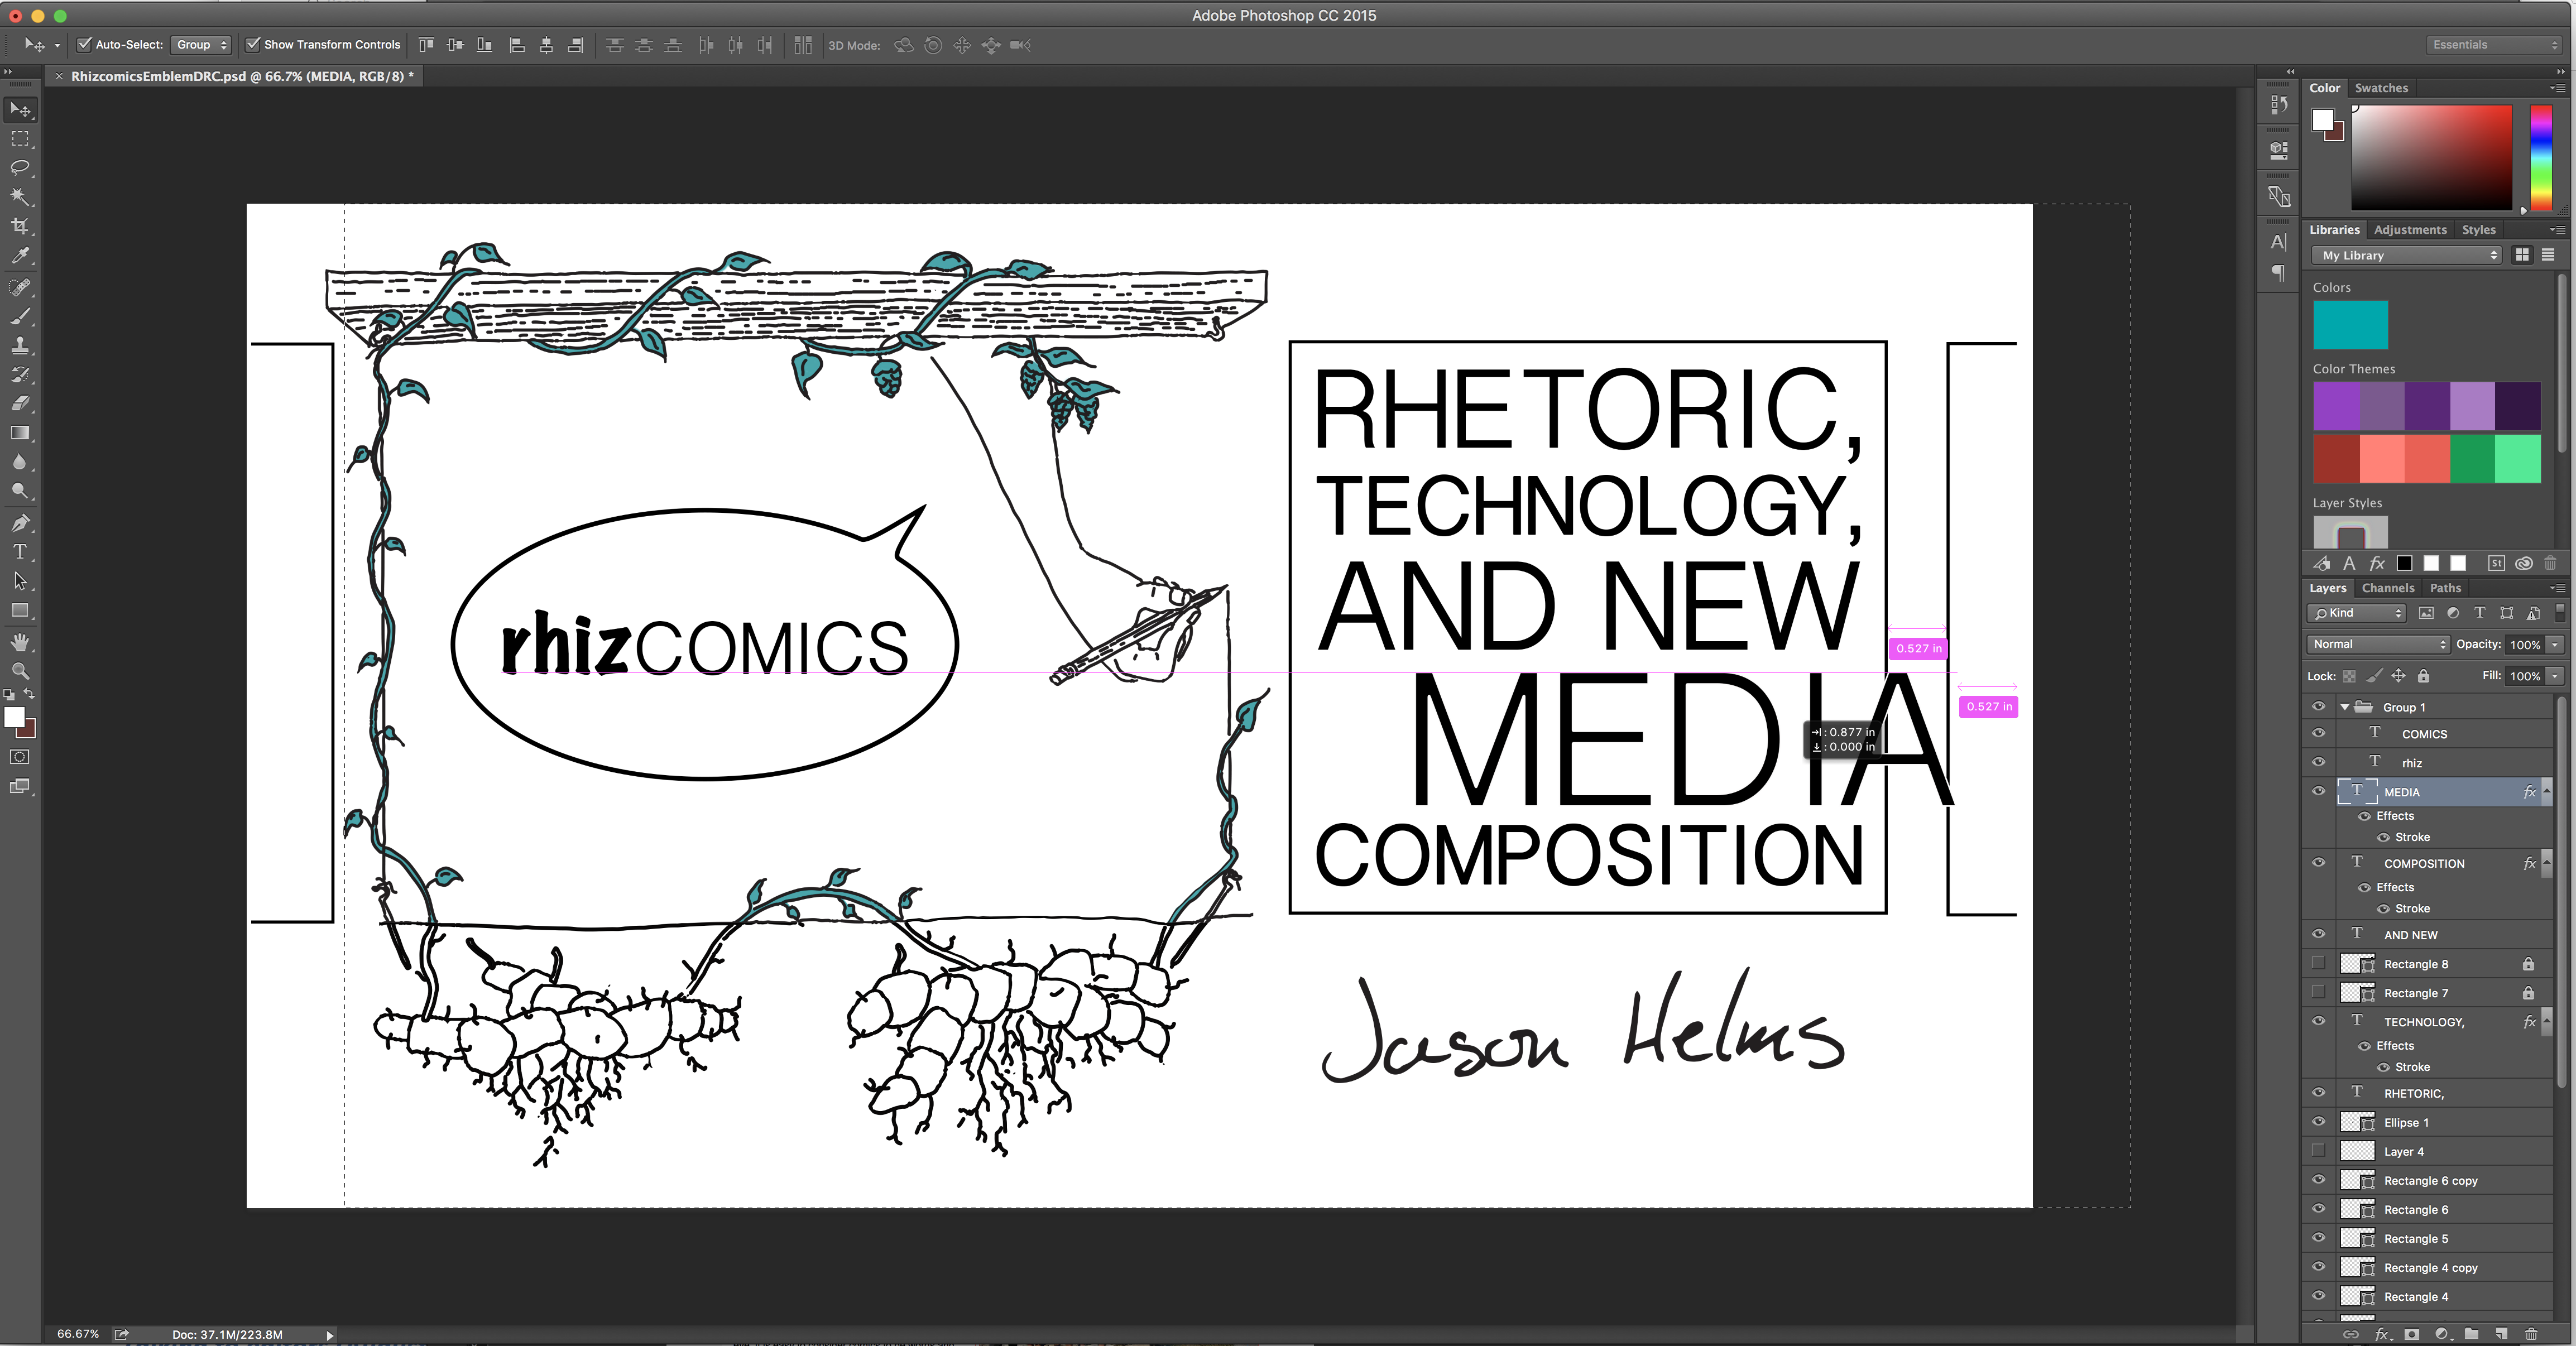 Adobe Photoshop CC 2015
Auto-Select: Group Show Transform Controls 3D Mode: Essentials
× RhizcomicsEmblemDRC.psd @ 66.7% (MEDIA, RGB/8) *
rhizCOMICS
RHETORIC,
TECHNOLOGY,
AND NEW
MEDIA
COMPOSITION
Jason Helms
0.527 in
0.527 in
: 0.877 in
: 0.000 in
Color Swatches
Libraries Adjustments Styles
My Library
Colors
Color Themes
Layer Styles
St
Layers Channels Paths
Kind
Normal Opacity: 100%
Lock: Fill: 100%
Group 1
COMICS
rhiz
MEDIA fx
Effects
Stroke
COMPOSITION fx
Effects
Stroke
AND NEW
Rectangle 8
Rectangle 7
TECHNOLOGY, fx
Effects
Stroke
RHETORIC,
Ellipse 1
Layer 4
Rectangle 6 copy
Rectangle 6
Rectangle 5
Rectangle 4 copy
Rectangle 4
66.67% Doc: 37.1M/223.8M